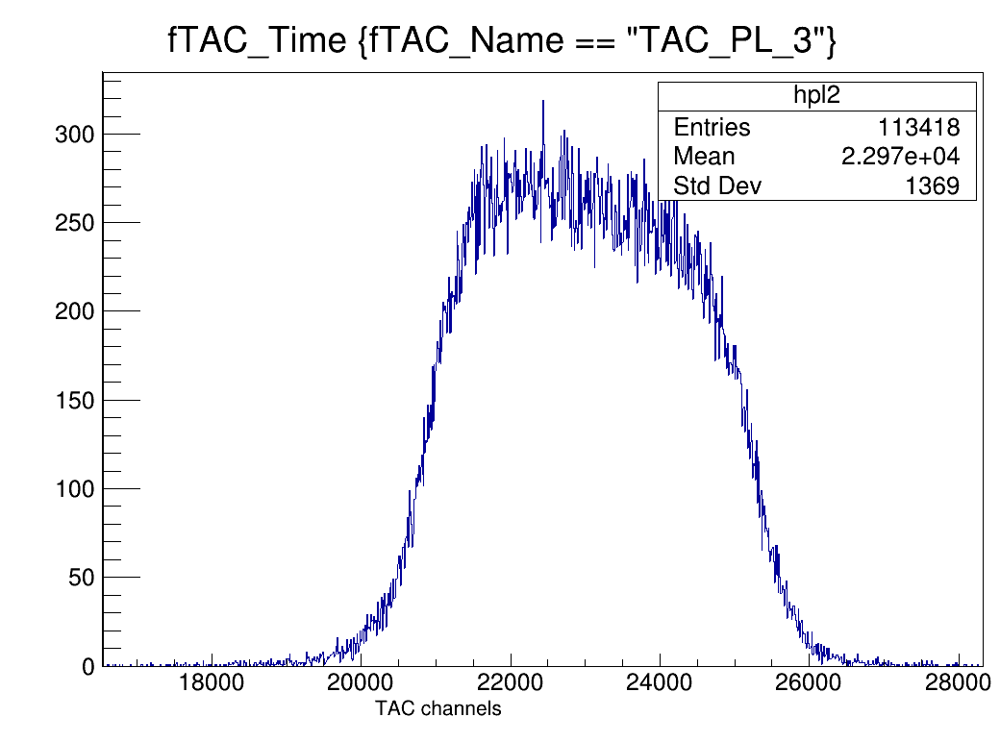 fTAC_Time {fTAC_Name == "TAC_PL_3"}
hpl2
Entries 113418
Mean 2.297e+04
Std Dev 1369
300
250
200
150
100
50
0
18000 20000 22000 24000 26000 28000
TAC channels